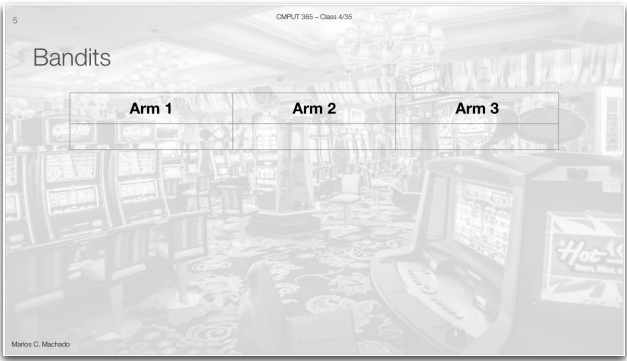 5
CMPUT 365 – Class 4/35
Bandits
Arm 1 Arm 2 Arm 3
Marlos C. Machado